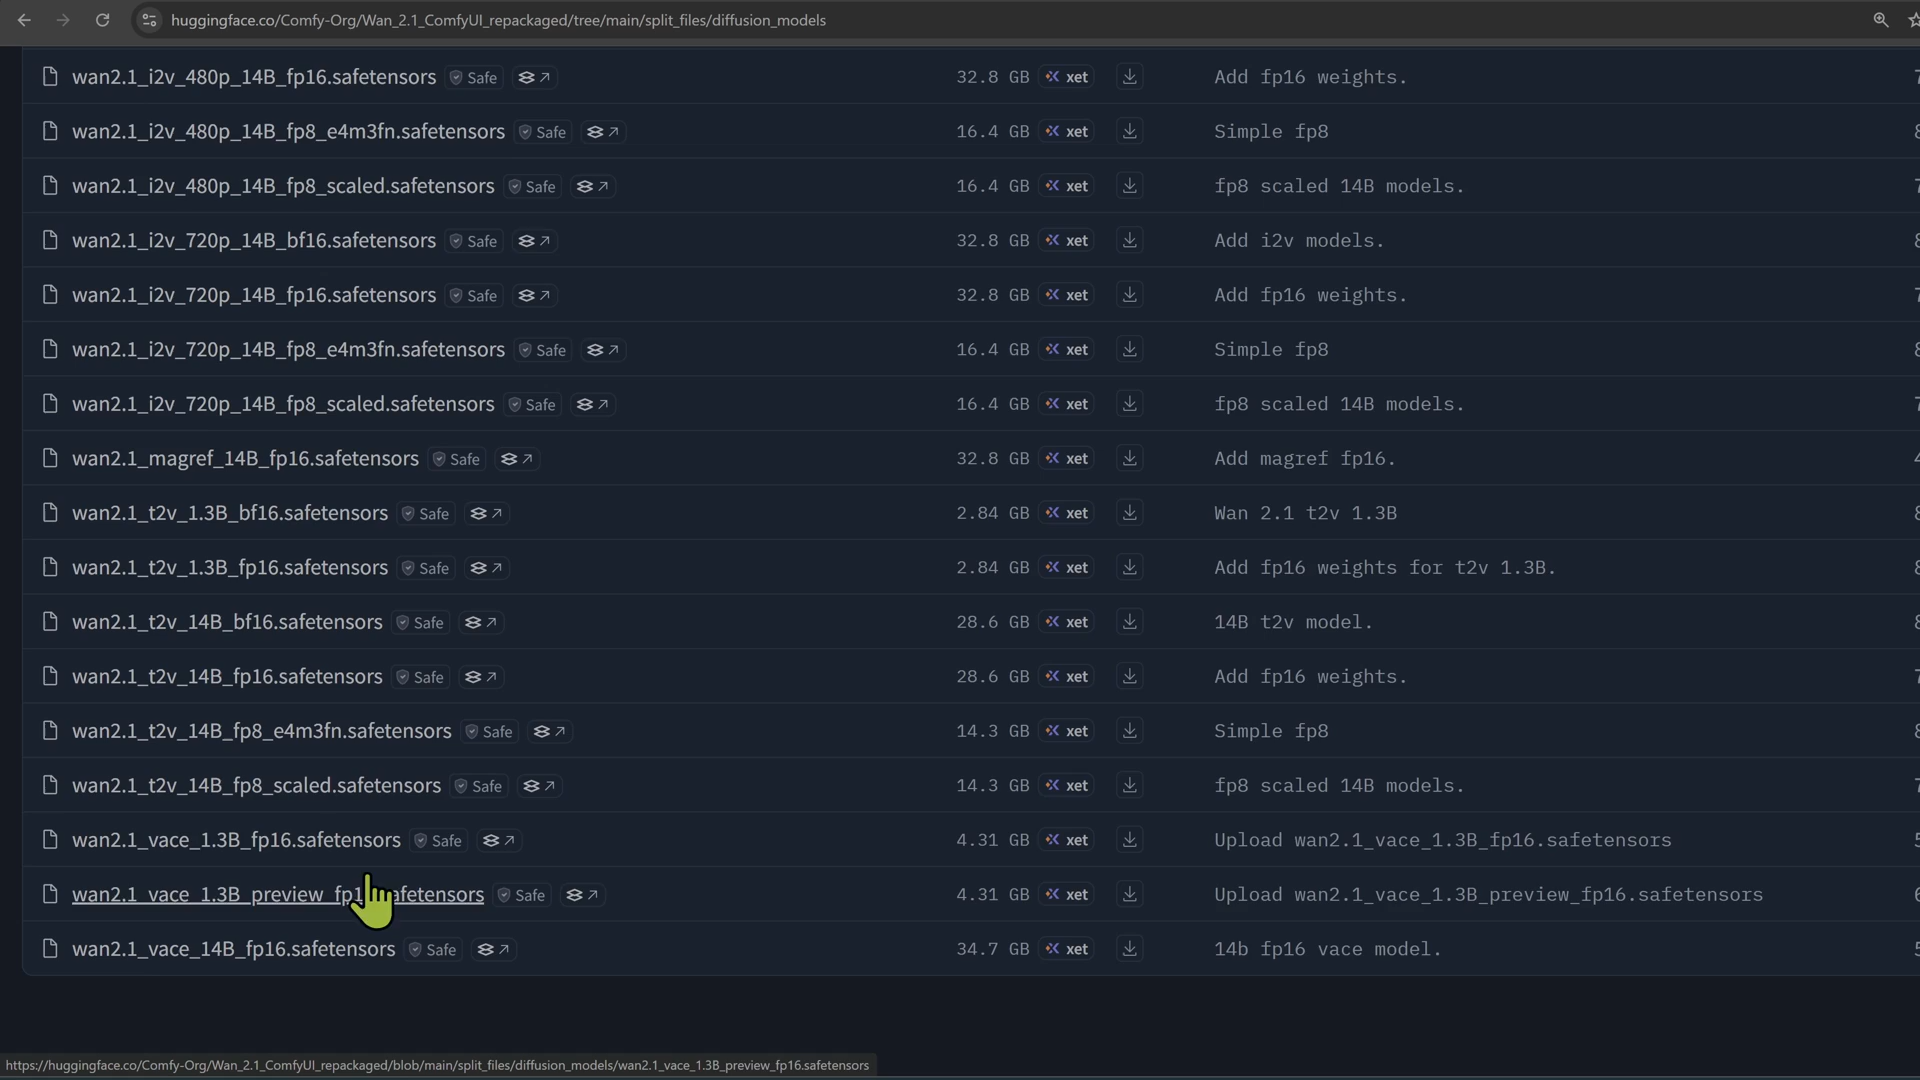 huggingface.co/Comfy-Org/Wan_2.1_ComfyUI_repackaged/tree/main/split_files/diffusion_models
wan2.1_i2v_480p_14B_fp16.safetensors Safe 32.8 GB xet Add fp16 weights.
wan2.1_i2v_480p_14B_fp8_e4m3fn.safetensors Safe 16.4 GB xet Simple fp8
wan2.1_i2v_480p_14B_fp8_scaled.safetensors Safe 16.4 GB xet fp8 scaled 14B models.
wan2.1_i2v_720p_14B_bf16.safetensors Safe 32.8 GB xet Add i2v models.
wan2.1_i2v_720p_14B_fp16.safetensors Safe 32.8 GB xet Add fp16 weights.
wan2.1_i2v_720p_14B_fp8_e4m3fn.safetensors Safe 16.4 GB xet Simple fp8
wan2.1_i2v_720p_14B_fp8_scaled.safetensors Safe 16.4 GB xet fp8 scaled 14B models.
wan2.1_magref_14B_fp16.safetensors Safe 32.8 GB xet Add magref fp16.
wan2.1_t2v_1.3B_bf16.safetensors Safe 2.84 GB xet Wan 2.1 t2v 1.3B
wan2.1_t2v_1.3B_fp16.safetensors Safe 2.84 GB xet Add fp16 weights for t2v 1.3B.
wan2.1_t2v_14B_bf16.safetensors Safe 28.6 GB xet 14B t2v model.
wan2.1_t2v_14B_fp16.safetensors Safe 28.6 GB xet Add fp16 weights.
wan2.1_t2v_14B_fp8_e4m3fn.safetensors Safe 14.3 GB xet Simple fp8
wan2.1_t2v_14B_fp8_scaled.safetensors Safe 14.3 GB xet fp8 scaled 14B models.
wan2.1_vace_1.3B_fp16.safetensors Safe 4.31 GB xet Upload wan2.1_vace_1.3B_fp16.safetensors
Safe 4.31 GB xet Upload wan2.1_vace_1.3B_preview_fp16.safetensors
wan2.1_vace_14B_fp16.safetensors Safe 34.7 GB xet 14b fp16 vace model.
https://huggingface.co/Comfy-Org/Wan_2.1_ComfyUI_repackaged/blob/main/split_files/diffusion_models/wan2.1_vace_1.3B_preview_fp16.safetensors